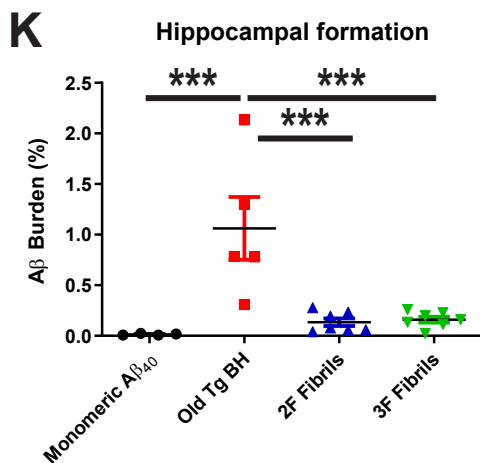 K
Hippocampal formation
*** ***
***
Aβ Burden (%)
2.5
2.0
1.5
1.0
0.5
0.0
Monomeric Aβ40
Old Tg BH
2F Fibrils
3F Fibrils